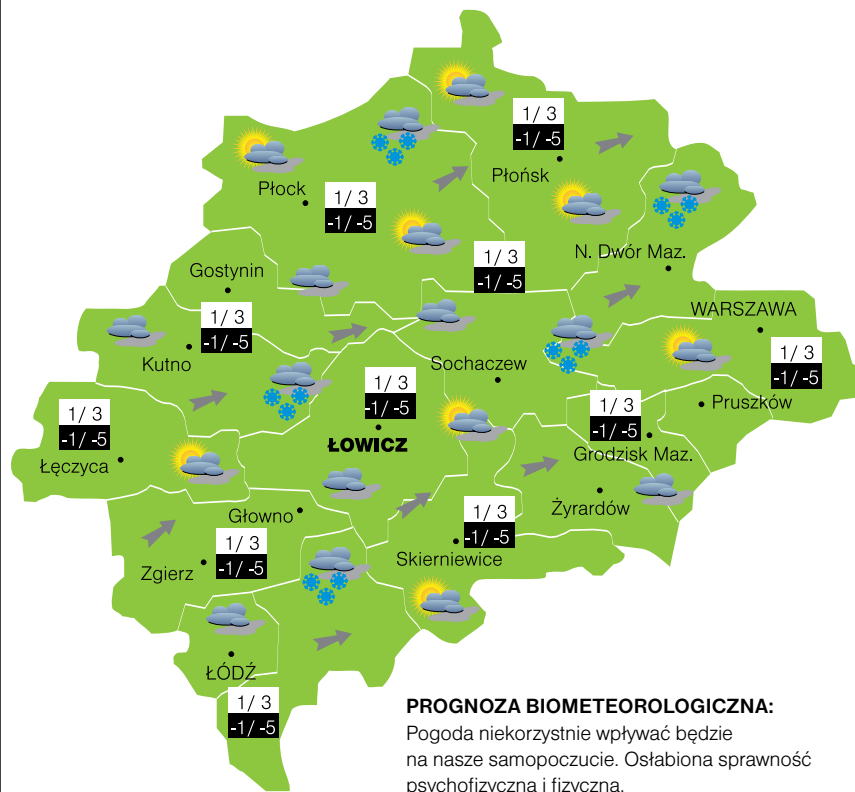 1/ 3
-1/ -5
Płońsk
Płock
1/ 3
-1/ -5
N. Dwór Maz.
1/ 3
-1/ -5
Gostynin
WARSZAWA
1/ 3
-1/ -5
Kutno
Sochaczew
1/ 3
-1/ -5
1/ 3
-1/ -5
ŁOWICZ
Pruszków
1/ 3
-1/ -5
Grodzisk Maz.
1/ 3
-1/ -5
Łęczyca
Żyrardów
Głowno
1/ 3
-1/ -5
Skierniewice
1/ 3
-1/ -5
Zgierz
ŁÓDŹ
1/ 3
-1/ -5
PROGNOZA BIOMETEOROLOGICZNA:
Pogoda niekorzystnie wpływać będzie
na nasze samopoczucie. Osłabiona sprawność
psychofizyczna i fizyczna.